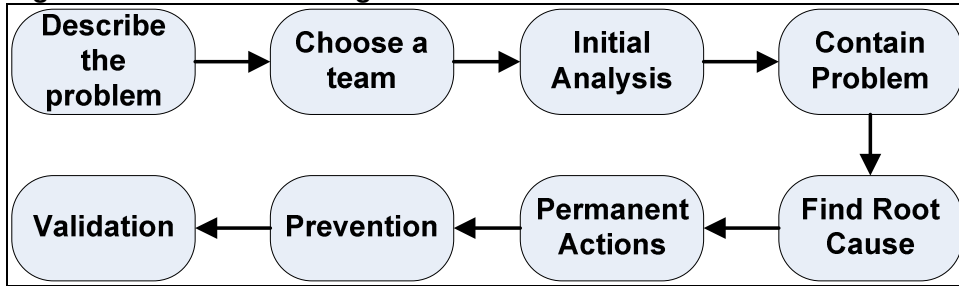 Describe
the
problem
Choose a
team
Initial
Analysis
Contain
Problem
Find Root
Cause
Permanent
Actions
Prevention
Validation